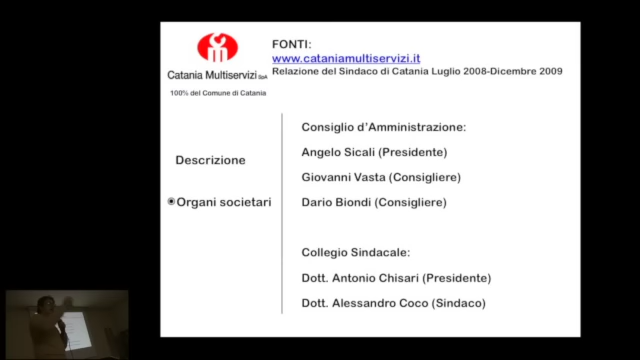 FONTI:
www.cataniamultiservizi.it
Relazione del Sindaco di Catania Luglio 2008-Dicembre 2009
Catania Multiservizi SpA
100% del Comune di Catania
Descrizione
Organi societari
Consiglio d'Amministrazione:
Angelo Sicali (Presidente)
Giovanni Vasta (Consigliere)
Dario Biondi (Consigliere)
Collegio Sindacale:
Dott. Antonio Chisari (Presidente)
Dott. Alessandro Coco (Sindaco)